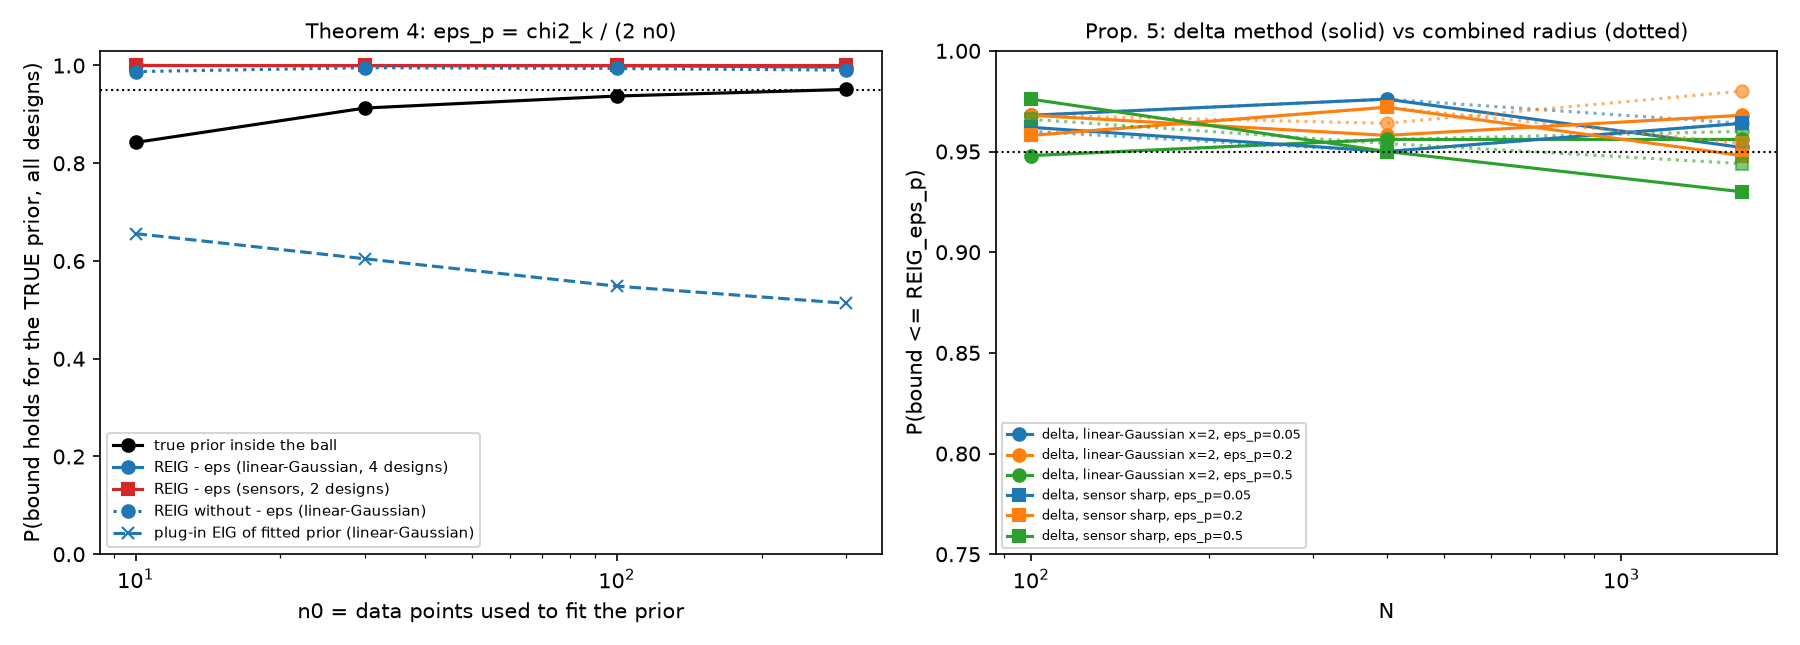 Theorem 4: eps_p = chi2_k / (2 n0)
P(bound holds for the TRUE prior, all designs)
1.0
0.8
0.6
0.4
0.2
0.0
true prior inside the ball
REIG - eps (linear-Gaussian, 4 designs)
REIG - eps (sensors, 2 designs)
REIG without - eps (linear-Gaussian)
plug-in EIG of fitted prior (linear-Gaussian)
10¹
10²
n0 = data points used to fit the prior
Prop. 5: delta method (solid) vs combined radius (dotted)
P(bound <= REIG_eps_p)
1.00
0.95
0.90
0.85
0.80
0.75
delta, linear-Gaussian x=2, eps_p=0.05
delta, linear-Gaussian x=2, eps_p=0.2
delta, linear-Gaussian x=2, eps_p=0.5
delta, sensor sharp, eps_p=0.05
delta, sensor sharp, eps_p=0.2
delta, sensor sharp, eps_p=0.5
10²
10³
N